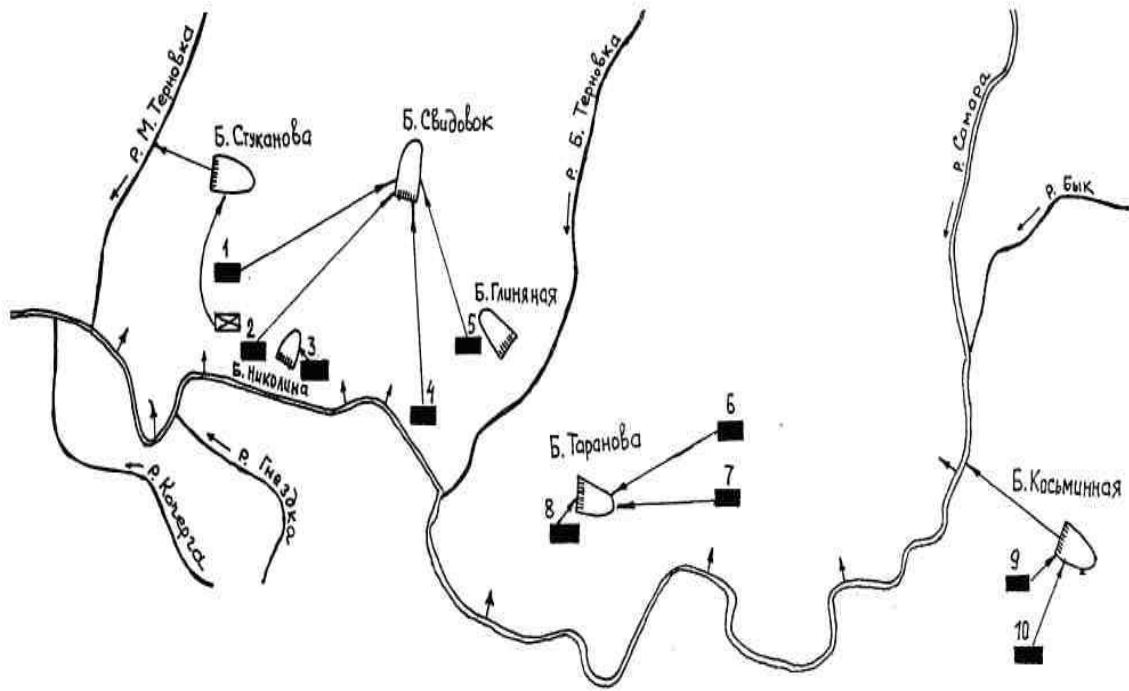 р. М. Терновка
Б. Стуканова
Б. Свидовок
р. Б. Терновка
р. Самара
р. Бык
1
2
3
4
5
Б. Глиняная
Б. Николина
6
7
8
Б. Таранова
Б. Косьминная
9
10
р. Кочерга
р. Гнездка